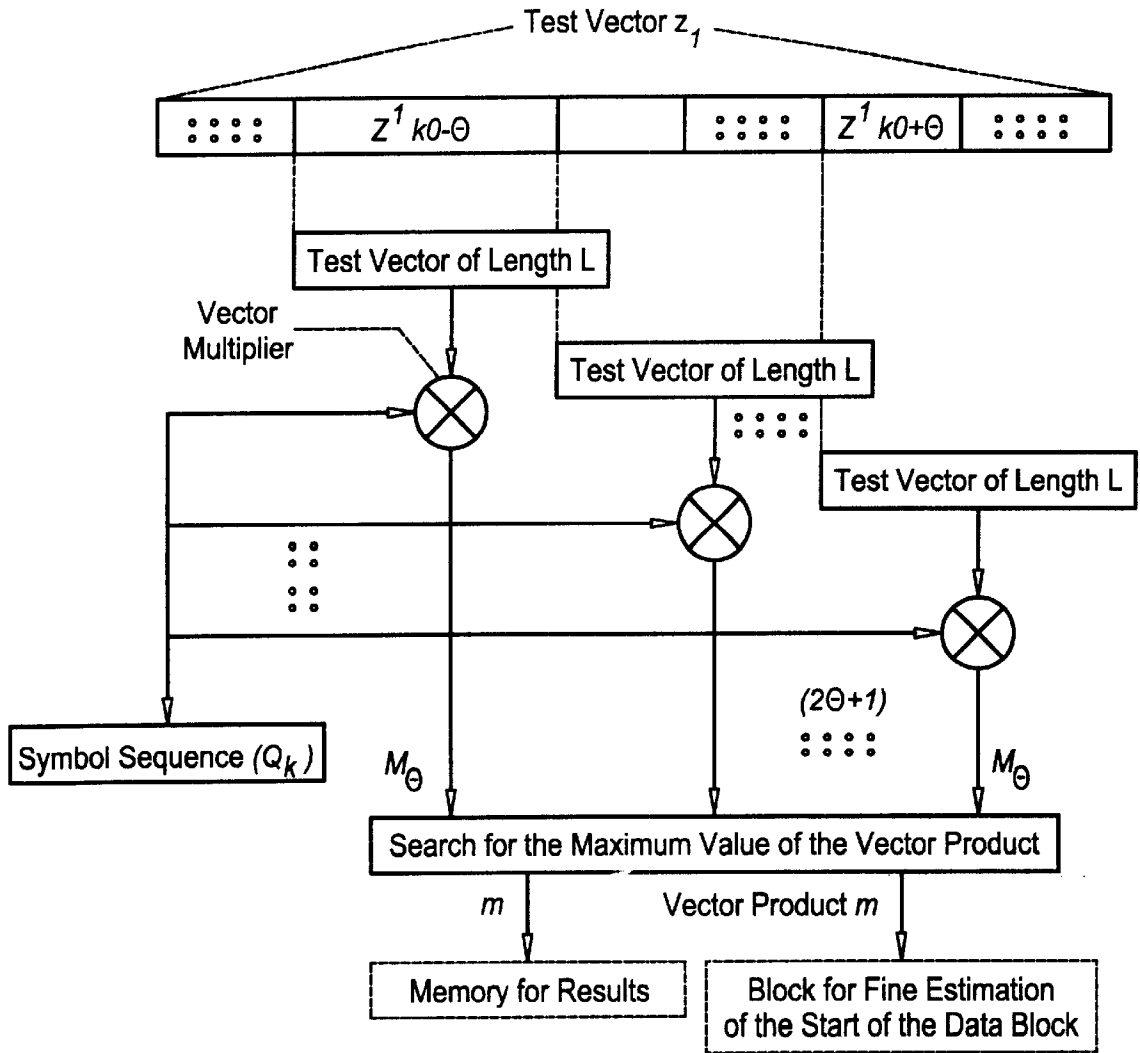 Test Vector z1
Z1 k0-Θ
Z1 k0+Θ
Test Vector of Length L
Vector
Multiplier
Test Vector of Length L
Test Vector of Length L
(2Θ+1)
Symbol Sequence (Qk)
MΘ
MΘ
Search for the Maximum Value of the Vector Product
m
Vector Product m
Memory for Results
Block for Fine Estimation
of the Start of the Data Block